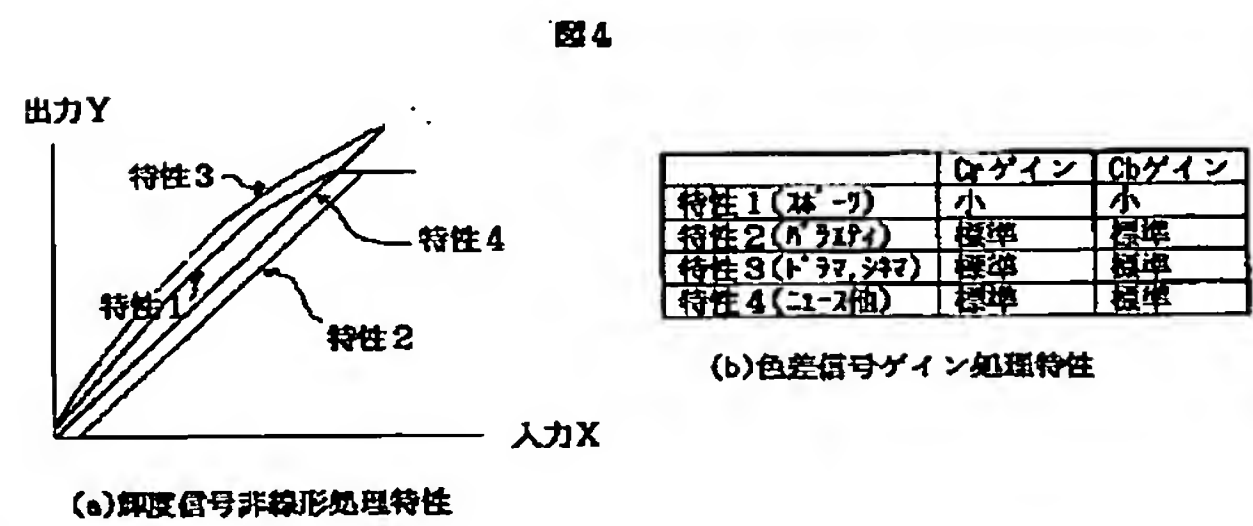 図4
出力Y
特性3
特性4
特性1
特性2
入力X
(a)輝度信号非線形処理特性
Crゲイン Cbゲイン
特性1(スポーツ) 小 小
特性2(バラエティ) 標準 標準
特性3(ドラマ,シネマ) 標準 標準
特性4(ニュース他) 標準 標準
(b)色差信号ゲイン処理特性